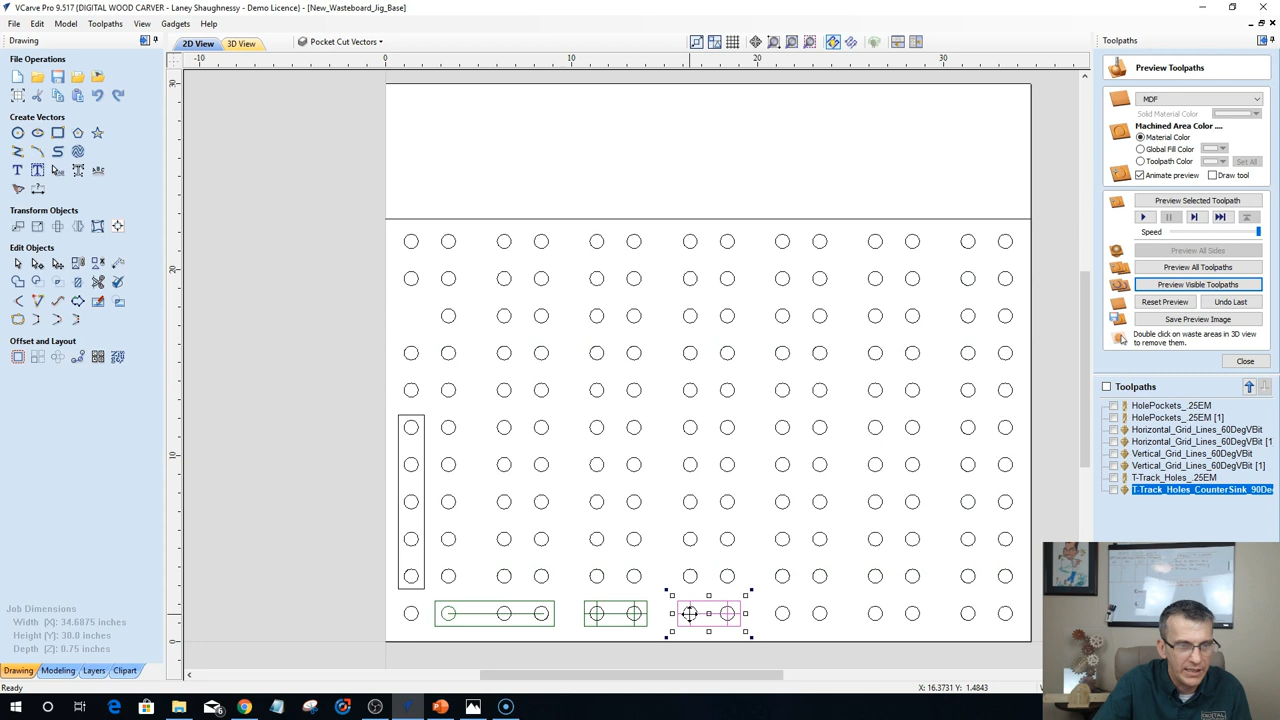 VCarve Pro 9.517 {DIGITAL WOOD CARVER} - Laney Shaughnessy - Demo Licence} - [New_Wasteboard_Jig_Base]
File Edit Model Toolpaths View Gadgets Help
Drawing
2D View
3D View
Pocket Cut Vectors
Toolpaths
File Operations
Create Vectors
Transform Objects
Edit Objects
Offset and Layout
-10 0 10 20 30
30
20
10
0
Preview Toolpaths
MDF
Solid Material Color
Machined Area Color ....
Material Color
Global Fill Color
Toolpath Color
Set All
Animate preview
Draw tool
Preview Selected Toolpath
Speed
Preview All Sides
Preview All Toolpaths
Preview Visible Toolpaths
Reset Preview
Undo Last
Save Preview Image
Double click on waste areas in 3D view
to remove them.
Close
Toolpaths
HolePockets_.25EM
HolePockets_.25EM [1]
Horizontal_Grid_Lines_60DegVBit
Horizontal_Grid_Lines_60DegVBit [1
Vertical_Grid_Lines_60DegVBit
Vertical_Grid_Lines_60DegVBit [1]
T-Track_Holes_.25EM
T-Track_Holes_CounterSink_90De
Job Dimensions
Width (X): 34.6875 inches
Height (Y): 30.0 inches
Depth (Z): 0.75 inches
Drawing Modeling Layers Clipart
Ready
X: 16.3731 Y: 1.4843